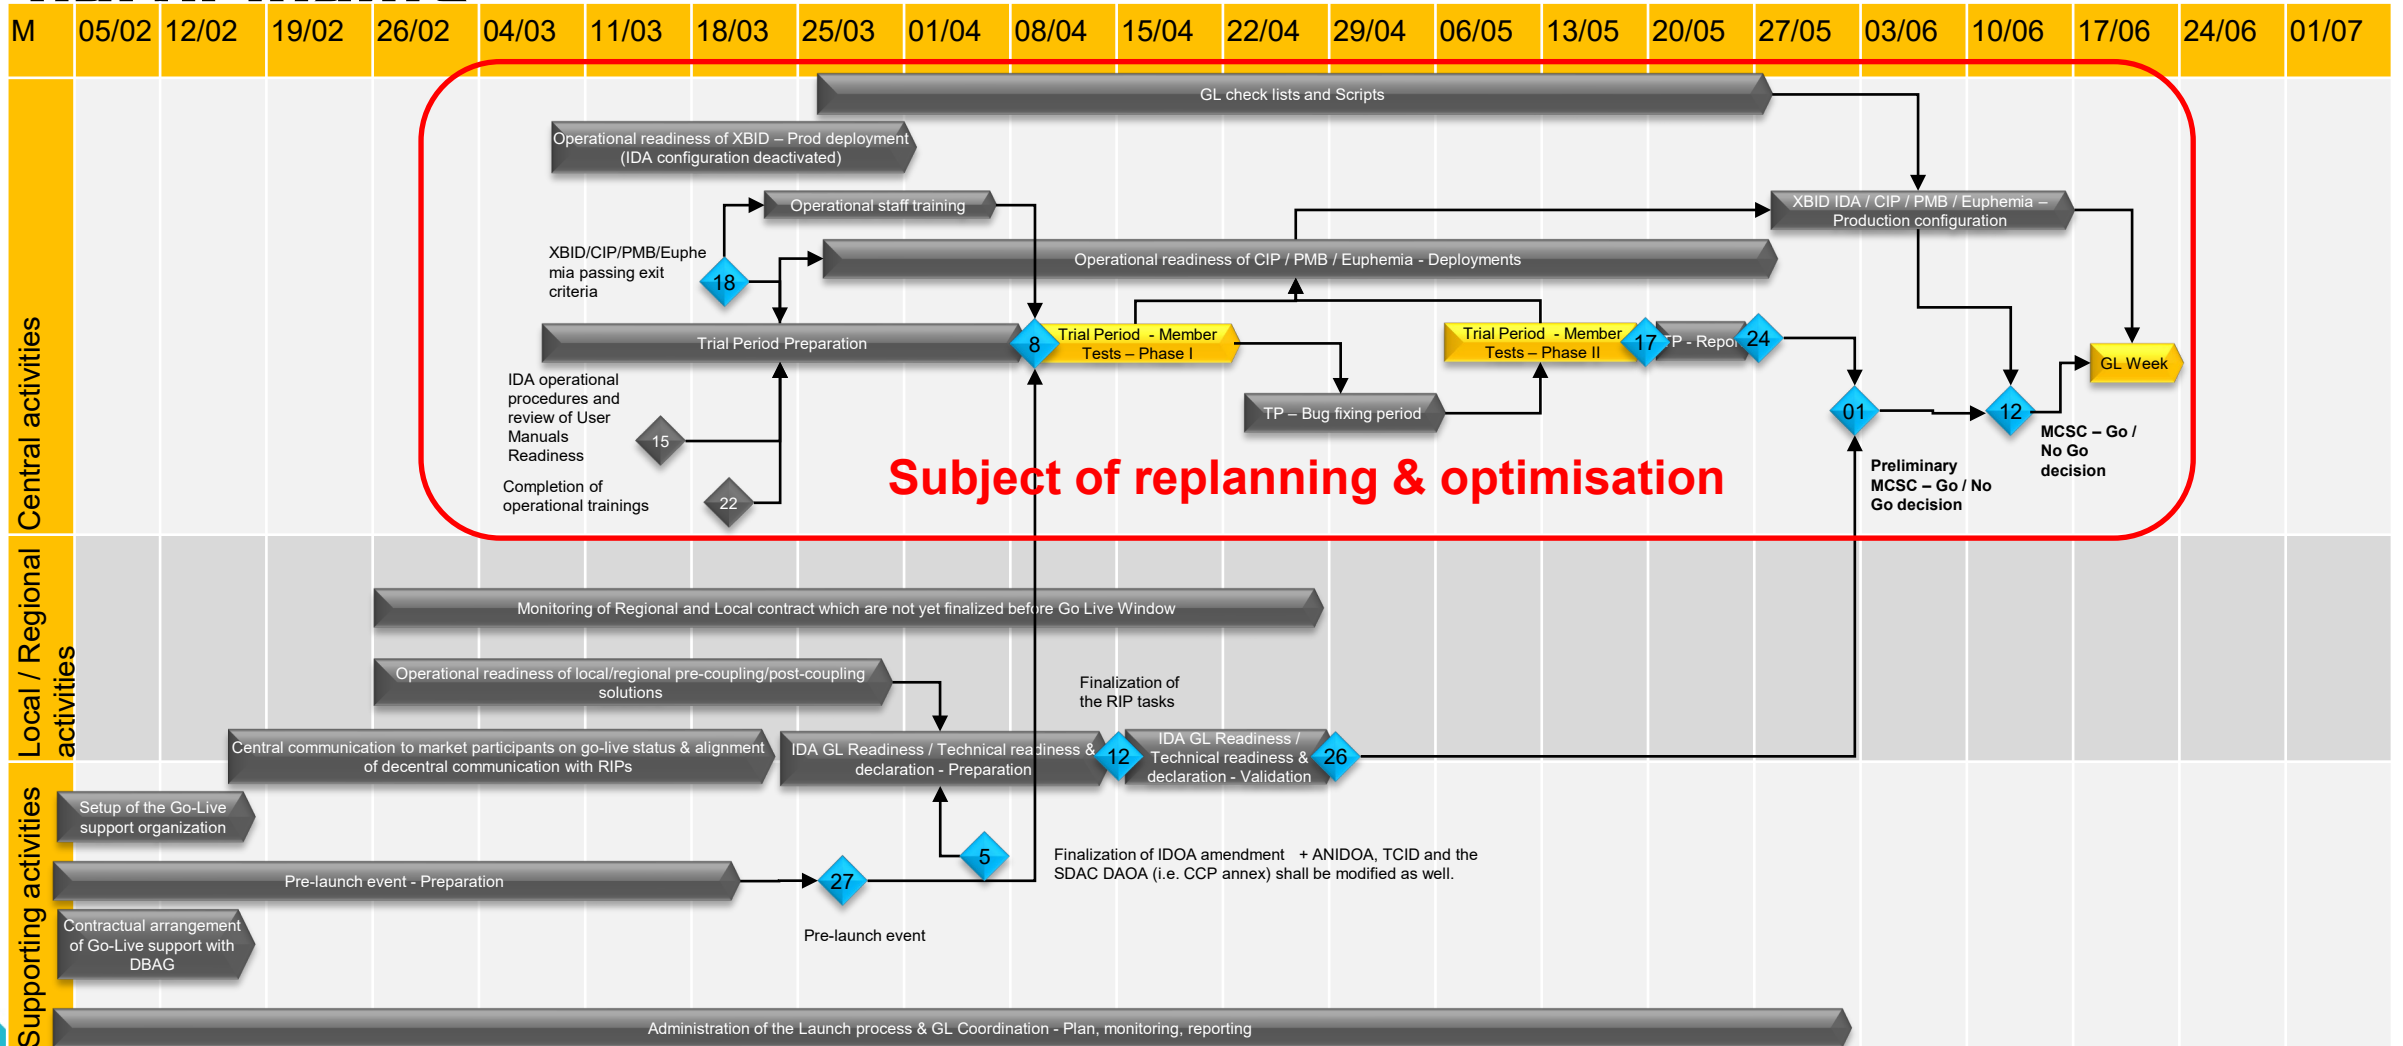 M 05/02 12/02 19/02 26/02 04/03 11/03 18/03 25/03 01/04 08/04 15/04 22/04 29/04 06/05 13/05 20/05 27/05 03/06 10/06 17/06 24/06 01/07
Central activities
GL check lists and Scripts
Operational readiness of XBID – Prod deployment
(IDA configuration deactivated)
Operational staff training
XBID IDA / CIP / PMB / Euphemia –
Production configuration
XBID/CIP/PMB/Euphe
mia passing exit
criteria
18
Operational readiness of CIP / PMB / Euphemia - Deployments
Trial Period Preparation
8
Trial Period - Member
Tests – Phase I
Trial Period - Member
Tests – Phase II
17
TP - Repor
24
GL Week
IDA operational
procedures and
review of User
Manuals
Readiness
15
TP – Bug fixing period
01
12
MCSC – Go /
No Go
decision
Preliminary
MCSC – Go / No
Go decision
Completion of
operational trainings
22
Subject of replanning & optimisation
Local / Regional
activities
Monitoring of Regional and Local contract which are not yet finalized before Go Live Window
Operational readiness of local/regional pre-coupling/post-coupling
solutions
Finalization of
the RIP tasks
Central communication to market participants on go-live status & alignment
of decentral communication with RIPs
IDA GL Readiness / Technical readiness &
declaration - Preparation
12
IDA GL Readiness /
Technical readiness &
declaration - Validation
26
Supporting activities
Setup of the Go-Live
support organization
5
Finalization of IDOA amendment + ANIDOA, TCID and the
SDAC DAOA (i.e. CCP annex) shall be modified as well.
Pre-launch event - Preparation
27
Pre-launch event
Contractual arrangement
of Go-Live support with
DBAG
Administration of the Launch process & GL Coordination - Plan, monitoring, reporting